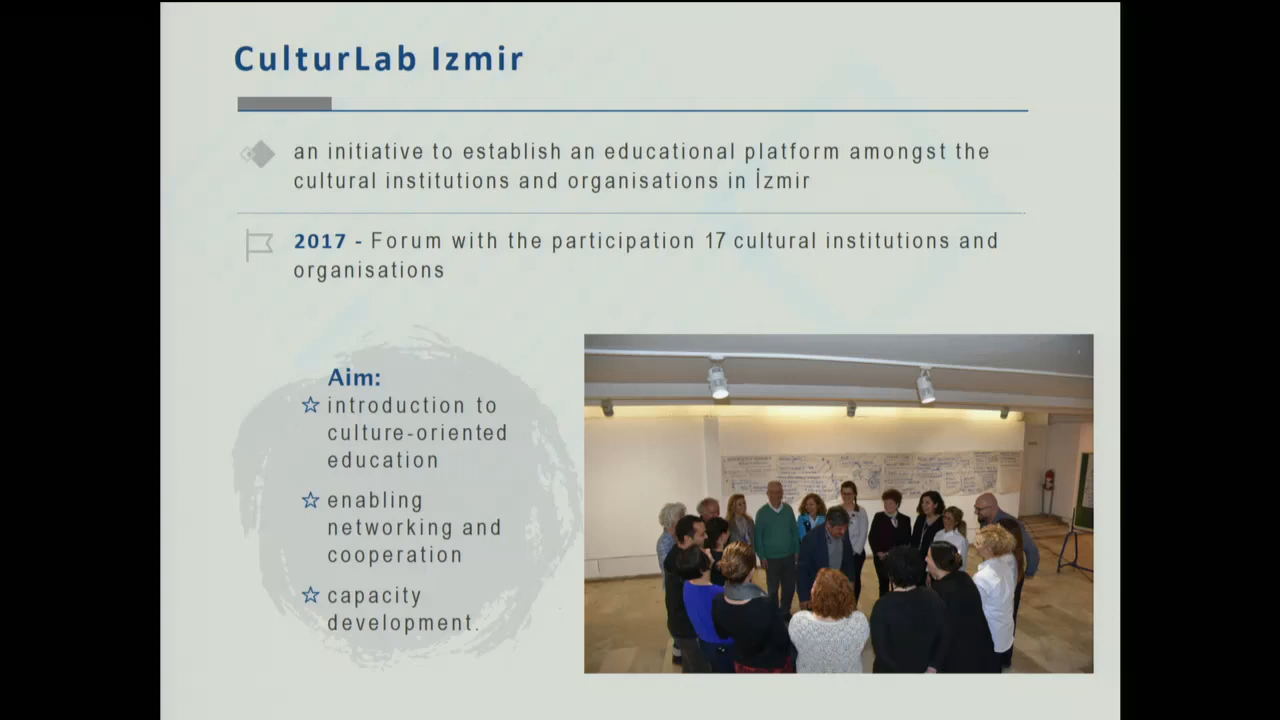 CulturLab Izmir
an initiative to establish an educational platform amongst the
cultural institutions and organisations in İzmir
2017 - Forum with the participation 17 cultural institutions and
organisations
Aim:
introduction to
culture-oriented
education
enabling
networking and
cooperation
capacity
development.